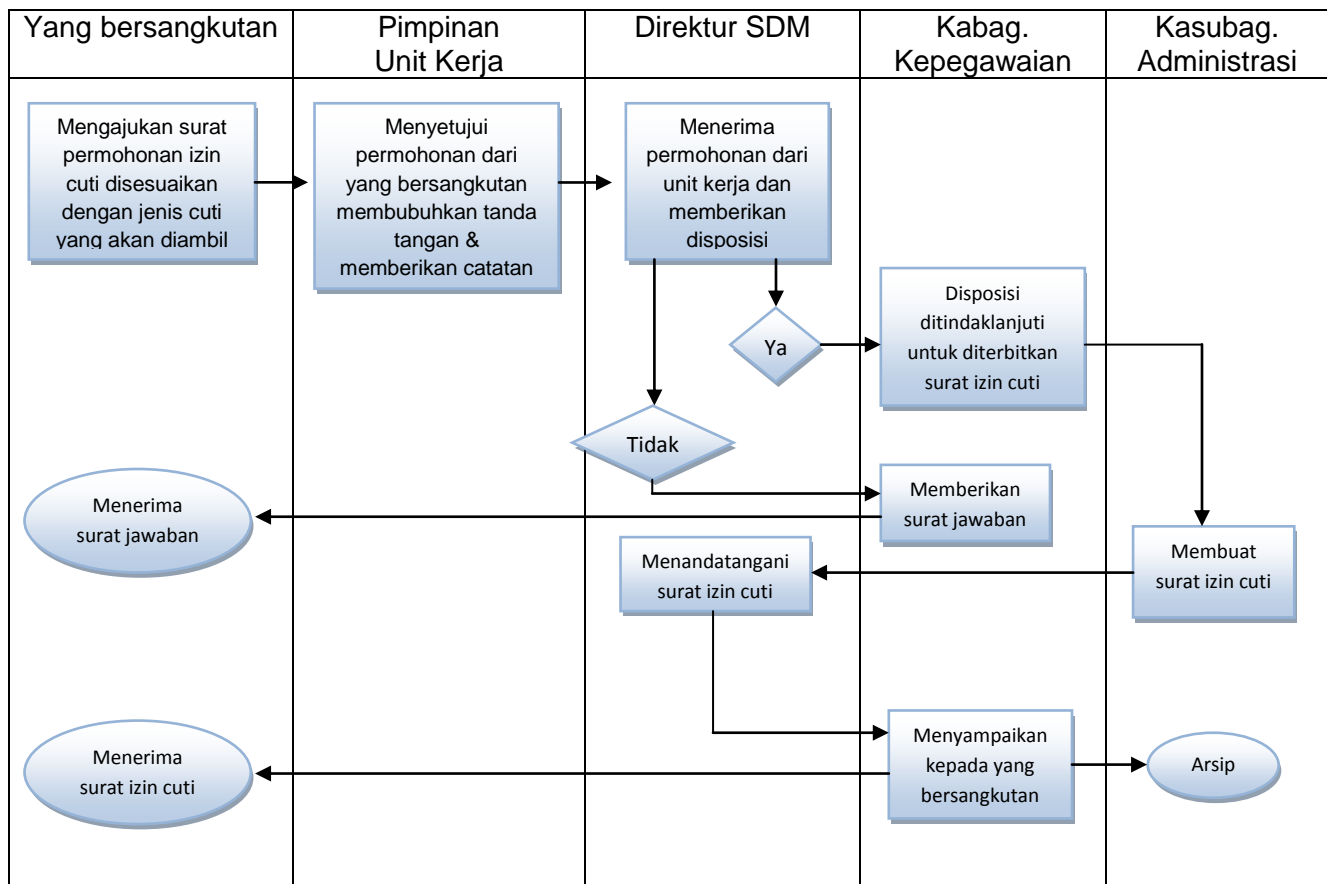 Yang bersangkutan
Pimpinan
Unit Kerja
Direktur SDM
Kabag.
Kepegawaian
Kasubag.
Administrasi
Mengajukan surat
permohonan izin
cuti disesuaikan
dengan jenis cuti
yang akan diambil
Menyetujui
permohonan dari
yang bersangkutan
membubuhkan tanda
tangan &
memberikan catatan
Menerima
permohonan dari
unit kerja dan
memberikan
disposisi
Ya
Disposisi
ditindaklanjuti
untuk diterbitkan
surat izin cuti
Tidak
Memberikan
surat jawaban
Menerima
surat jawaban
Membuat
surat izin cuti
Menandatangani
surat izin cuti
Menyampaikan
kepada yang
bersangkutan
Arsip
Menerima
surat izin cuti